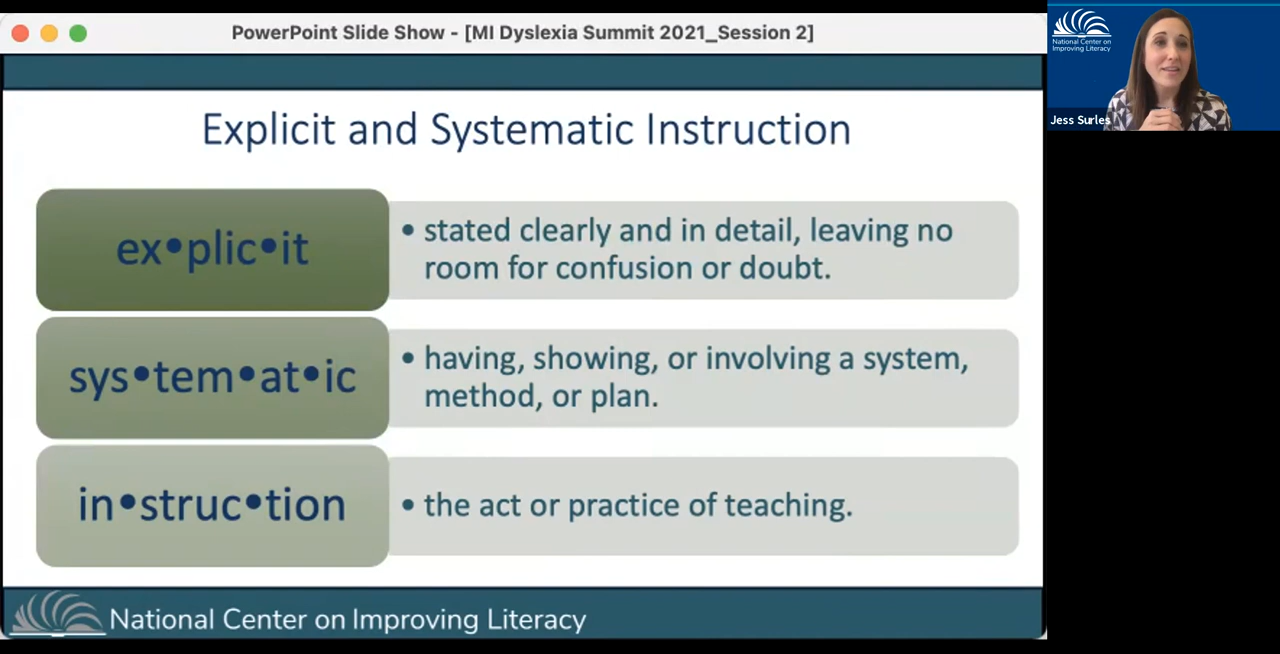 PowerPoint Slide Show - [MI Dyslexia Summit 2021_Session 2]
National Center on
Improving Literacy
Jess Surles
Explicit and Systematic Instruction
ex•plic•it
• stated clearly and in detail, leaving no
room for confusion or doubt.
sys•tem•at•ic
• having, showing, or involving a system,
method, or plan.
in•struc•tion
• the act or practice of teaching.
National Center on Improving Literacy